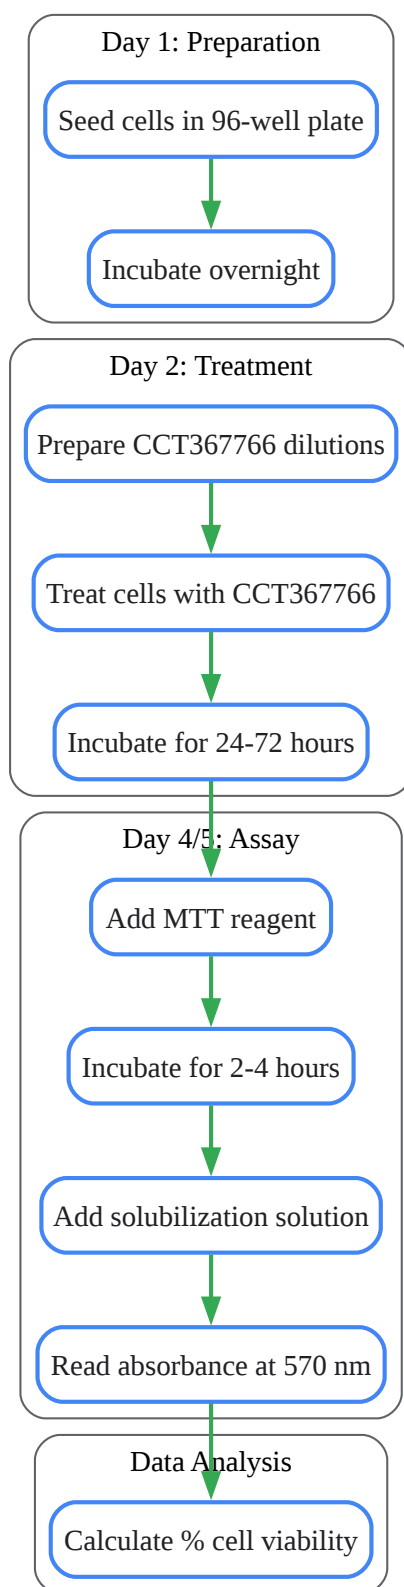 Day 1: Preparation
Seed cells in 96-well plate
Incubate overnight
Day 2: Treatment
Prepare CCT367766 dilutions
Treat cells with CCT367766
Incubate for 24-72 hours
Day 4/5: Assay
Add MTT reagent
Incubate for 2-4 hours
Add solubilization solution
Read absorbance at 570 nm
Data Analysis
Calculate % cell viability